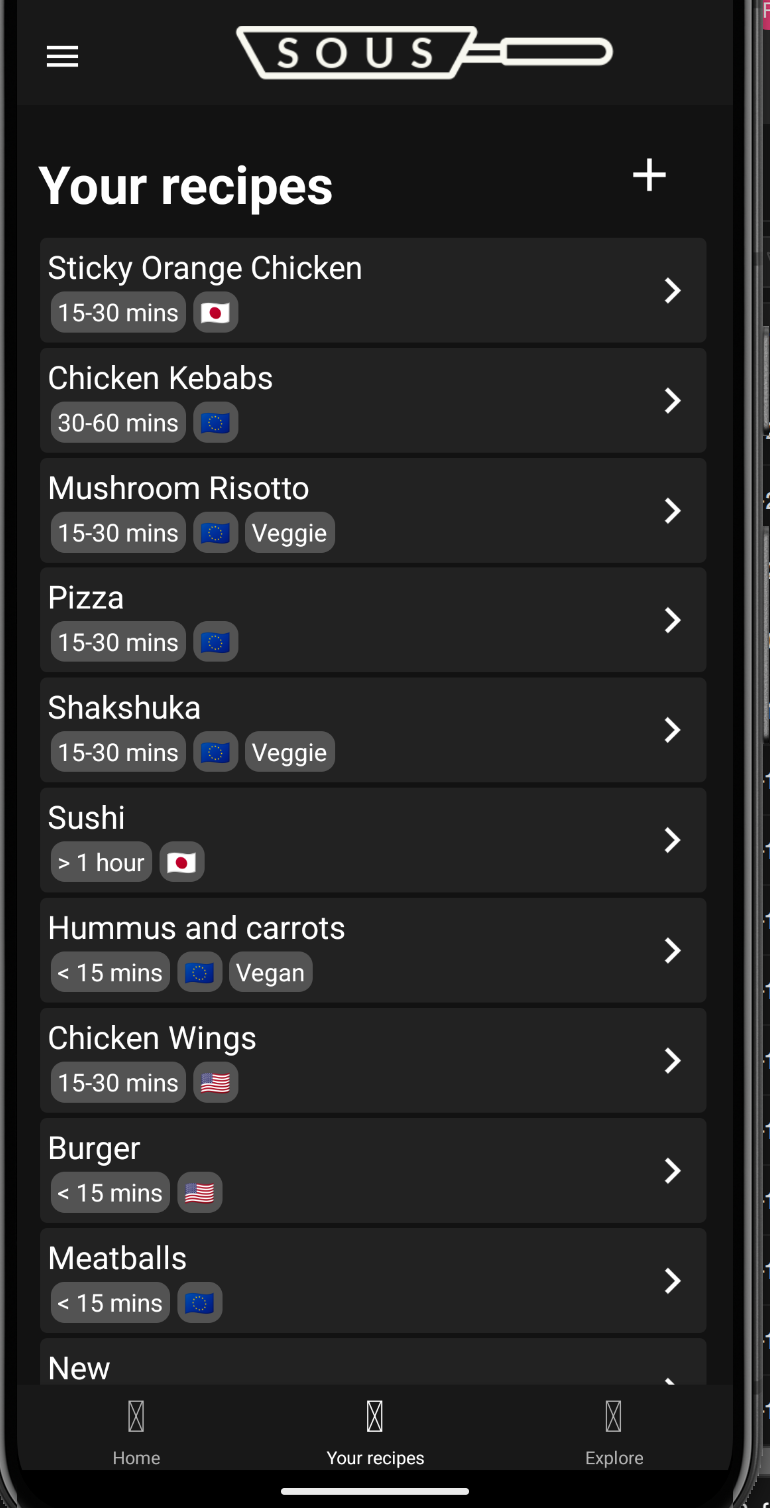 SOUS
Your recipes
Sticky Orange Chicken
15-30 mins 🇯🇵
Chicken Kebabs
30-60 mins 🇪🇺
Mushroom Risotto
15-30 mins 🇪🇺 Veggie
Pizza
15-30 mins 🇪🇺
Shakshuka
15-30 mins 🇪🇺 Veggie
Sushi
> 1 hour 🇯🇵
Hummus and carrots
< 15 mins 🇪🇺 Vegan
Chicken Wings
15-30 mins 🇺🇸
Burger
< 15 mins 🇺🇸
Meatballs
< 15 mins 🇪🇺
New
Home Your recipes Explore